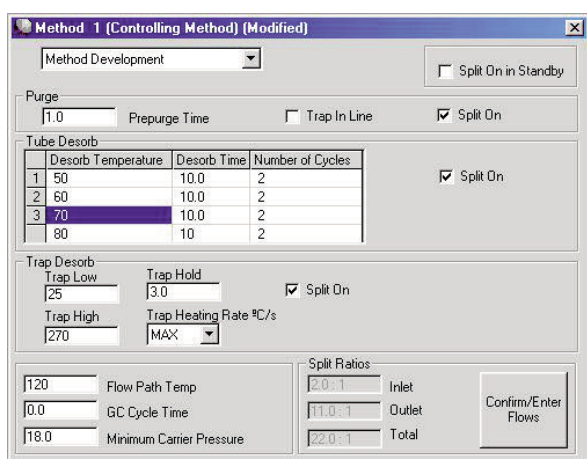 Method 1 (Controlling Method) (Modified)
Method Development
Split On in Standby
Purge
1.0 Prepurge Time Trap In Line Split On
Tube Desorb
Desorb Temperature Desorb Time Number of Cycles
1 50 10.0 2
Split On
2 60 10.0 2
3 70 10.0 2
80 10 2
Trap Desorb
Trap Low Trap Hold
25 3.0 Split On
Trap High Trap Heating Rate ºC/s
270 MAX
Split Ratios
120 Flow Path Temp
2.0 : 1 Inlet
0.0 GC Cycle Time
11.0 : 1 Outlet
18.0 Minimum Carrier Pressure
22.0 : 1 Total
Confirm/Enter
Flows